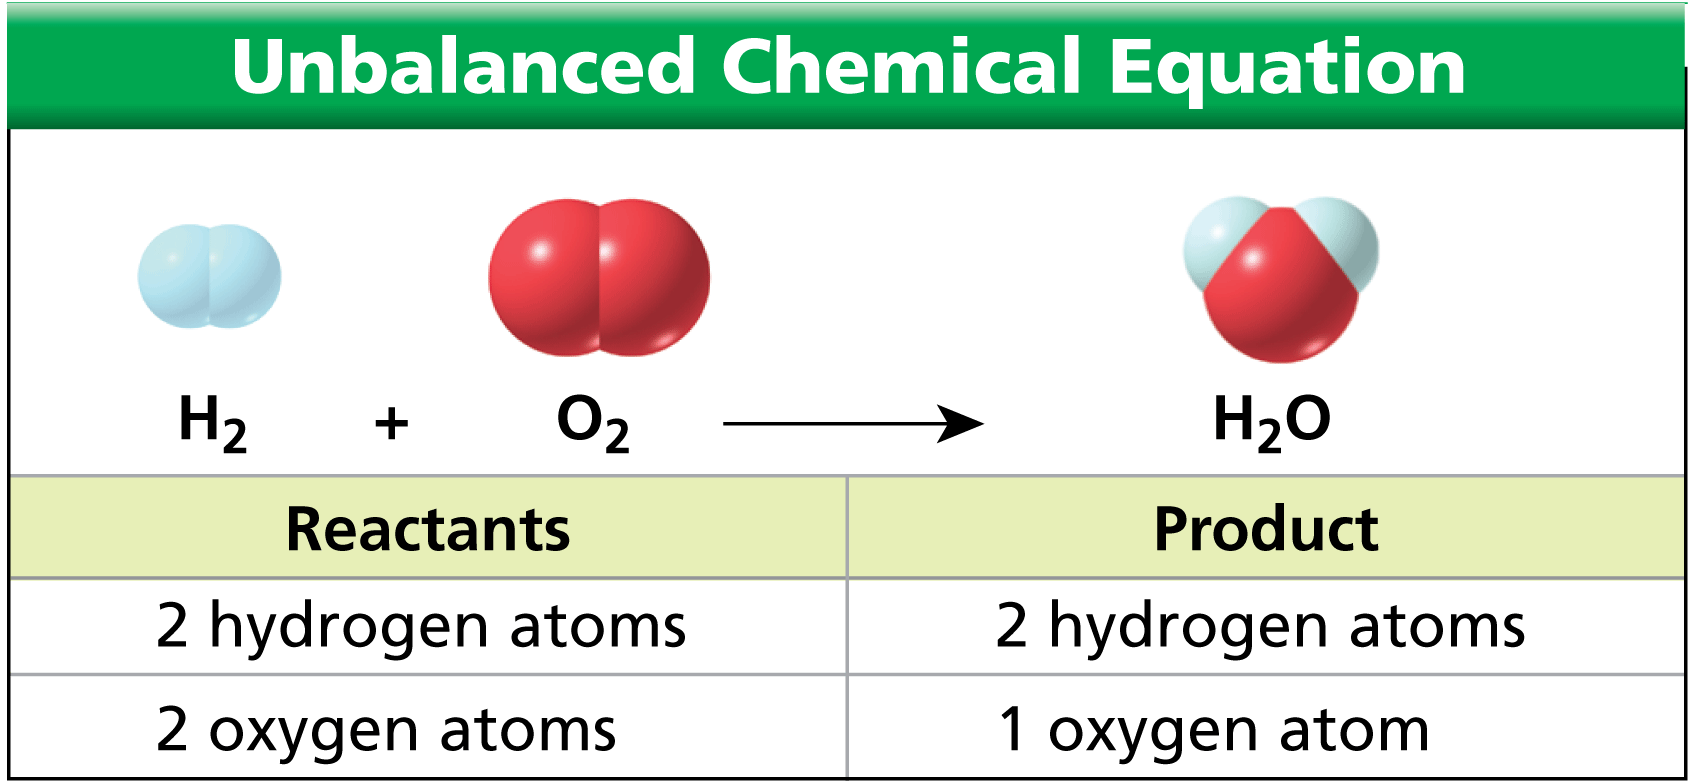 Unbalanced Chemical Equation
H₂ + O₂ ⟶ H₂O
Reactants Product
2 hydrogen atoms 2 hydrogen atoms
2 oxygen atoms 1 oxygen atom